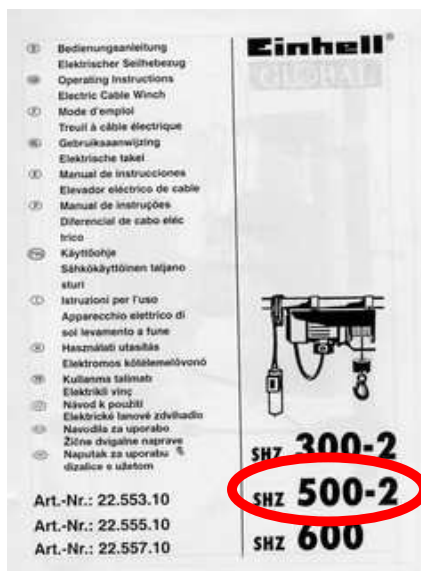 Bedienungsanleitung
Elektrischer Seilhebezug
Operating Instructions
Electric Cable Winch
Mode d'emploi
Treuil à câble électrique
Gebruiksaanwijzing
Elektrische takel
Manual de instrucciones
Elevador eléctrico de cable
Manual de instruções
Diferencial de cabo eléc
trico
Käyttöohje
Sähkökäyttöinen taljano
sturi
Istruzioni per l'uso
Apparecchio elettrico di
sol levamento a fune
Használati utasítás
Elektromos kötélemelővonó
Kullanma talimatı
Elektrikli vinç
Návod k použití
Elektrické lanové zdvihadlo
Navodila za uporabo
Žične dvigalne naprave
Naputak za uporabu
dizalice s užetom
Art.-Nr.: 22.553.10
Art.-Nr.: 22.555.10
Art.-Nr.: 22.557.10
Einhell®
GLOBAL
SHZ 300-2
SHZ 500-2
SHZ 600